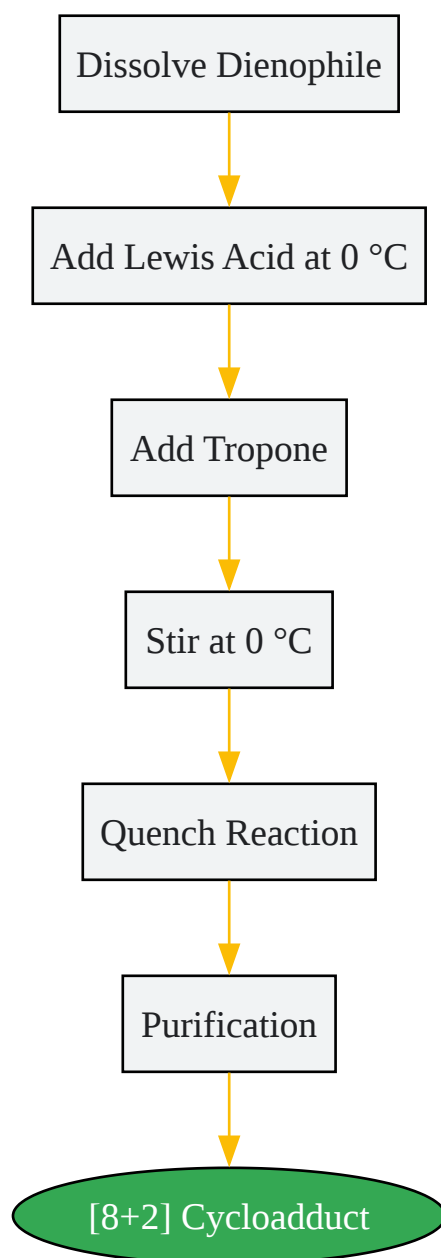 Dissolve Dienophile
Add Lewis Acid at 0 °C
Add Tropone
Stir at 0 °C
Quench Reaction
Purification
[8+2] Cycloadduct